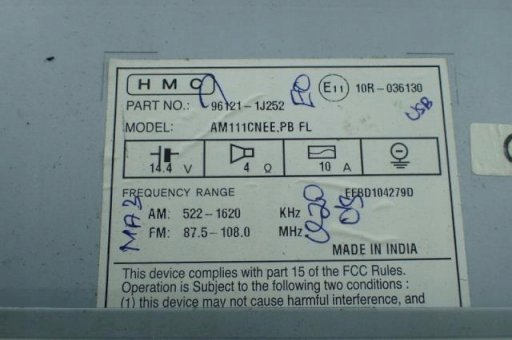 HMC
PART NO.: 96121-1J252
E11 10R-036130
USB
MODEL: AM111CNEE.PB FL
14.4 V
4 Ω
10 A
FREQUENCY RANGE
EFBD104279D
AM: 522-1620 KHz
FM: 87.5-108.0 MHz
MADE IN INDIA
This device complies with part 15 of the FCC Rules.
Operation is Subject to the following two conditions :
(1) this device may not cause harmful interference, and